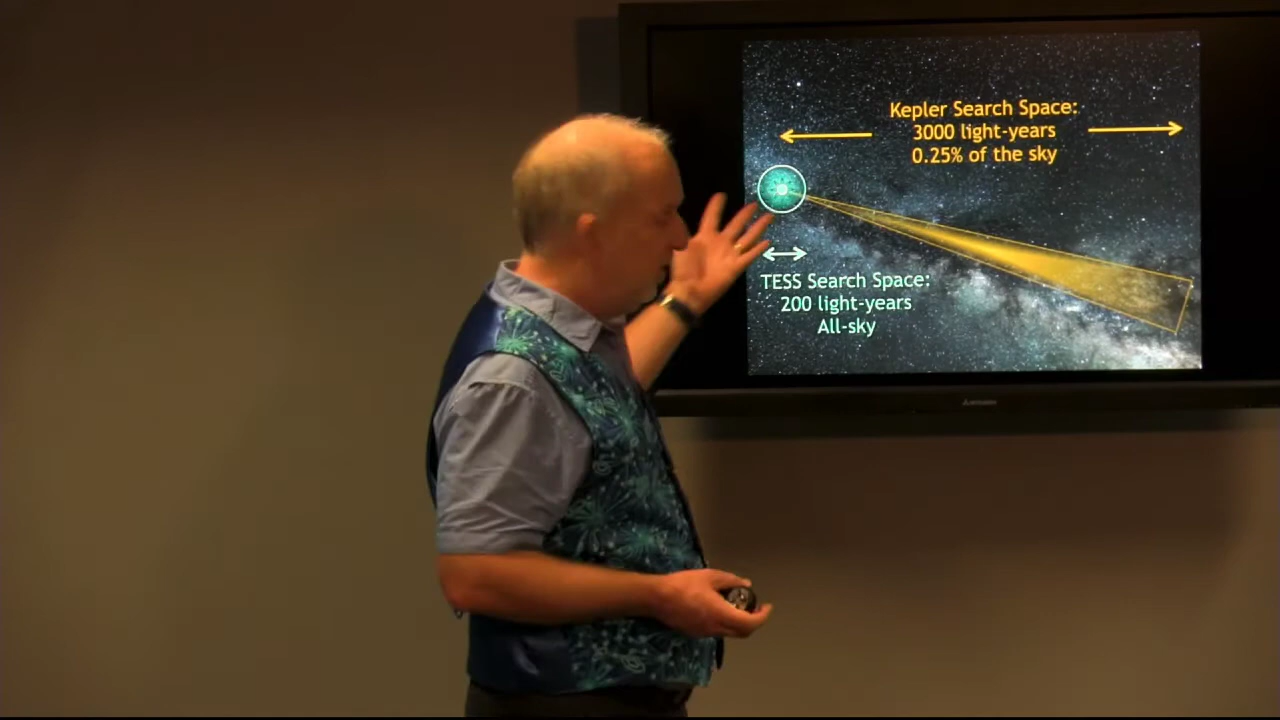 Kepler Search Space:
3000 light-years
0.25% of the sky
TESS Search Space:
200 light-years
All-sky